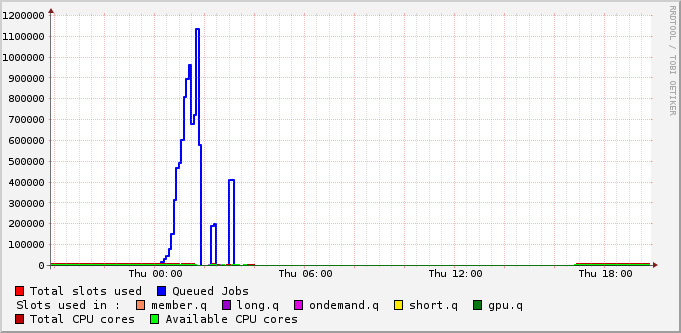 1200000
1100000
1000000
900000
800000
700000
600000
500000
400000
300000
200000
100000
0
Thu 00:00 Thu 06:00 Thu 12:00 Thu 18:00
Total slots used Queued Jobs
Slots used in : member.q long.q ondemand.q short.q gpu.q
Total CPU cores Available CPU cores
RRDTOOL / TOBI OETIKER